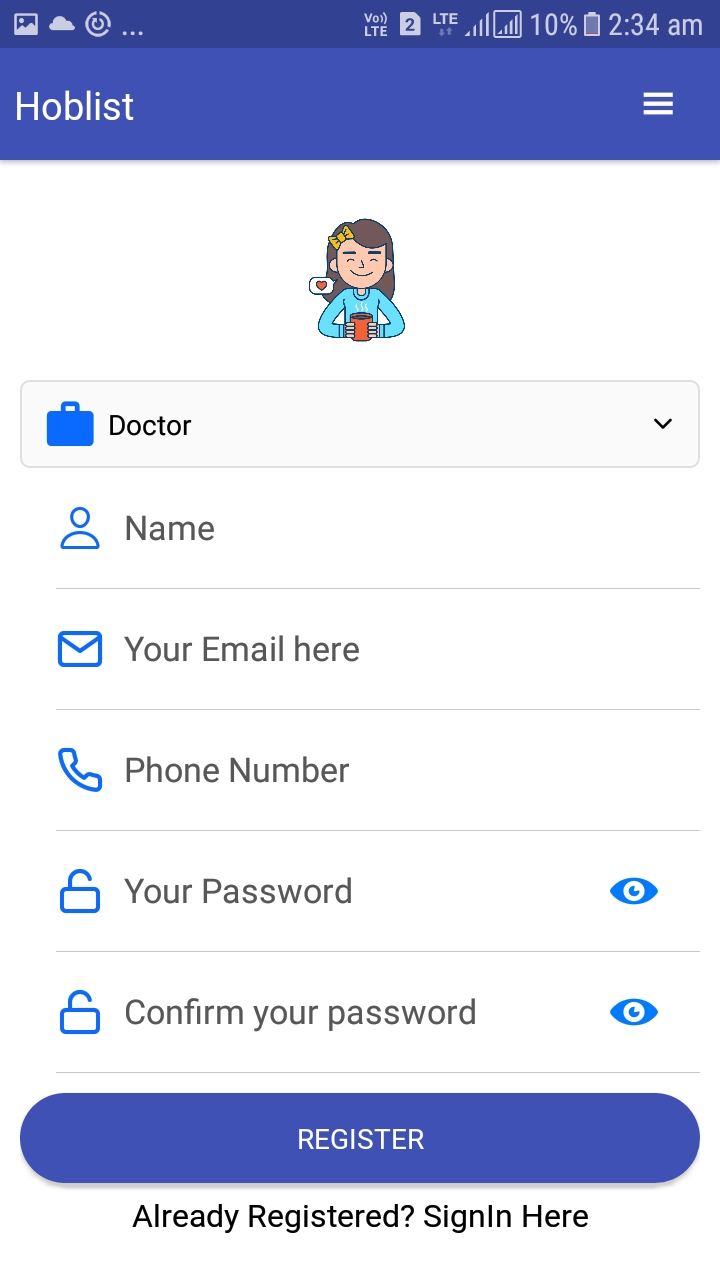 ... Vo)) LTE 2 LTE 10% 2:34 am
Hoblist
Doctor
Name
Your Email here
Phone Number
Your Password
Confirm your password
REGISTER
Already Registered? SignIn Here